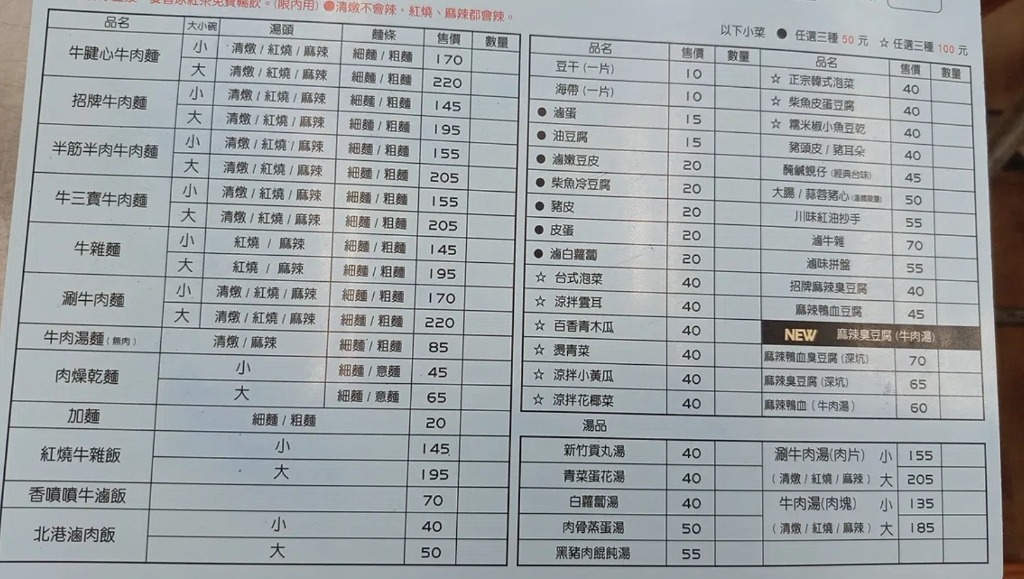 免費暢飲。(限內用) ●清燉不會辣，紅燒、麻辣都會辣。
品名 大小碗 湯頭 麵條 售價 數量
牛腱心牛肉麵 小 清燉 / 紅燒 / 麻辣 細麵 / 粗麵 170
大 清燉 / 紅燒 / 麻辣 細麵 / 粗麵 220
招牌牛肉麵 小 清燉 / 紅燒 / 麻辣 細麵 / 粗麵 145
大 清燉 / 紅燒 / 麻辣 細麵 / 粗麵 195
半筋半肉牛肉麵 小 清燉 / 紅燒 / 麻辣 細麵 / 粗麵 155
大 清燉 / 紅燒 / 麻辣 細麵 / 粗麵 205
牛三寶牛肉麵 小 清燉 / 紅燒 / 麻辣 細麵 / 粗麵 155
大 清燉 / 紅燒 / 麻辣 細麵 / 粗麵 205
牛雜麵 小 紅燒 / 麻辣 細麵 / 粗麵 145
大 紅燒 / 麻辣 細麵 / 粗麵 195
涮牛肉麵 小 清燉 / 紅燒 / 麻辣 細麵 / 粗麵 170
大 清燉 / 紅燒 / 麻辣 細麵 / 粗麵 220
牛肉湯麵(無肉) 清燉 / 麻辣 細麵 / 粗麵 85
肉燥乾麵 小 細麵 / 意麵 45
大 細麵 / 意麵 65
加麵 細麵 / 粗麵 20
紅燒牛雜飯 小 145
大 195
香噴噴牛滷飯 70
北港滷肉飯 小 40
大 50
以下小菜 ● 任選三種 50 元 ☆ 任選三種 100 元
品名 售價 數量 品名 售價 數量
豆干 (一片) 10 ☆ 正宗韓式泡菜 40
海帶 (一片) 10 ☆ 柴魚皮蛋豆腐 40
● 滷蛋 15 ☆ 糯米椒小魚豆乾 40
● 油豆腐 15 豬頭皮 / 豬耳朵 40
● 滷嫩豆皮 20 醃鹹蜆仔 (經典台味) 45
● 柴魚冷豆腐 20 大腸 / 蒜蓉豬心 50
● 豬皮 20 川味紅油抄手 55
● 皮蛋 20 滷牛雜 70
● 滷白蘿蔔 20 滷味拼盤 55
☆ 台式泡菜 40 招牌麻辣臭豆腐 40
☆ 涼拌雲耳 40 麻辣鴨血豆腐 45
☆ 百香青木瓜 40 NEW 麻辣臭豆腐 (牛肉湯)
☆ 燙青菜 40 麻辣鴨血臭豆腐 (深坑) 70
☆ 涼拌小黃瓜 40 麻辣臭豆腐 (深坑) 65
☆ 涼拌花椰菜 40 麻辣鴨血 (牛肉湯) 60
湯品
新竹貢丸湯 40 涮牛肉湯(肉片) 小 155
青菜蛋花湯 40 (清燉 / 紅燒 / 麻辣) 大 205
白蘿蔔湯 40 牛肉湯(肉塊) 小 135
肉骨蒸蛋湯 50 (清燉 / 紅燒 / 麻辣) 大 185
黑豬肉餛飩湯 55